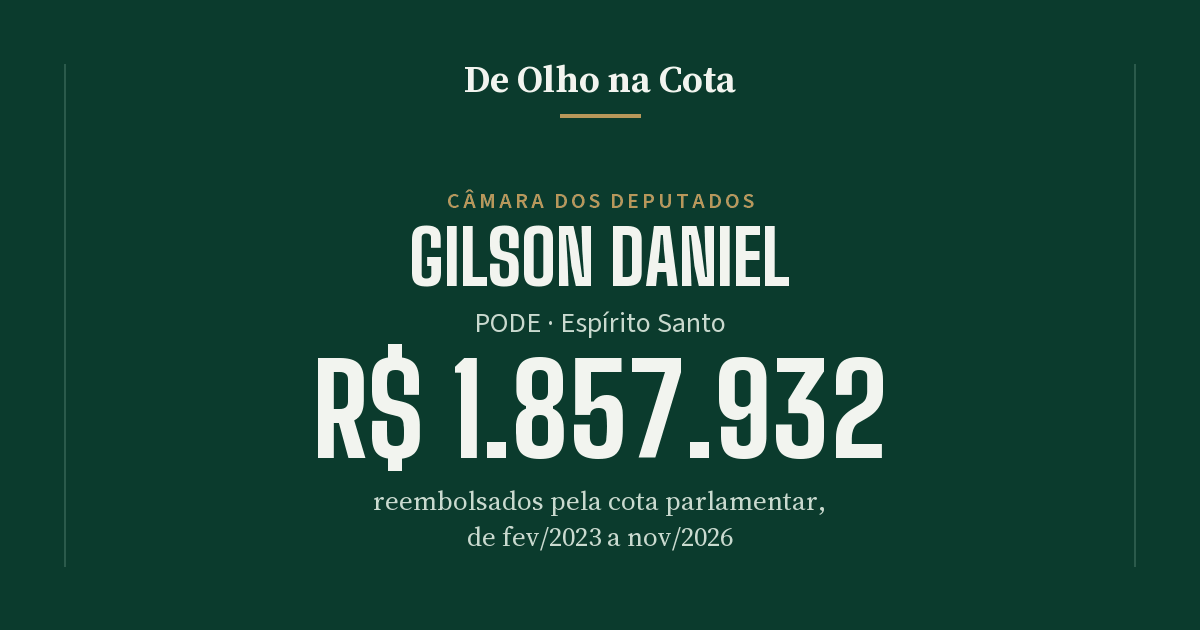 De Olho na Cota
CÂMARA DOS DEPUTADOS
GILSON DANIEL
PODE · Espírito Santo
R$ 1.857.932
reembolsados pela cota parlamentar,
de fev/2023 a nov/2026